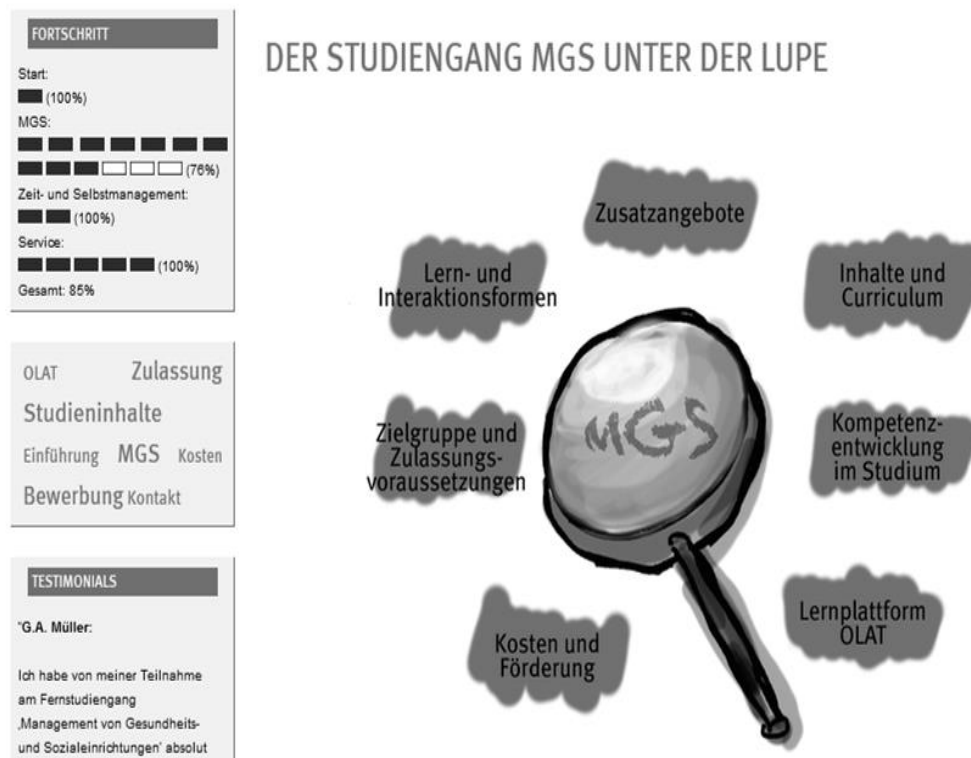 FORTSCHRITT
Start:
(100%)
MGS:
(76%)
Zeit- und Selbstmanagement:
(100%)
Service:
(100%)
Gesamt: 85%
OLAT Zulassung
Studieninhalte
Einführung MGS Kosten
Bewerbung Kontakt
TESTIMONIALS
"G.A. Müller:
Ich habe von meiner Teilnahme
am Fernstudiengang
‚Management von Gesundheits-
und Sozialeinrichtungen' absolut
DER STUDIENGANG MGS UNTER DER LUPE
Zusatzangebote
Lern- und
Interaktionsformen
Inhalte und
Curriculum
MGS
Zielgruppe und
Zulassungs-
voraussetzungen
Kompetenz-
entwicklung
im Studium
Kosten und
Förderung
Lernplattform
OLAT